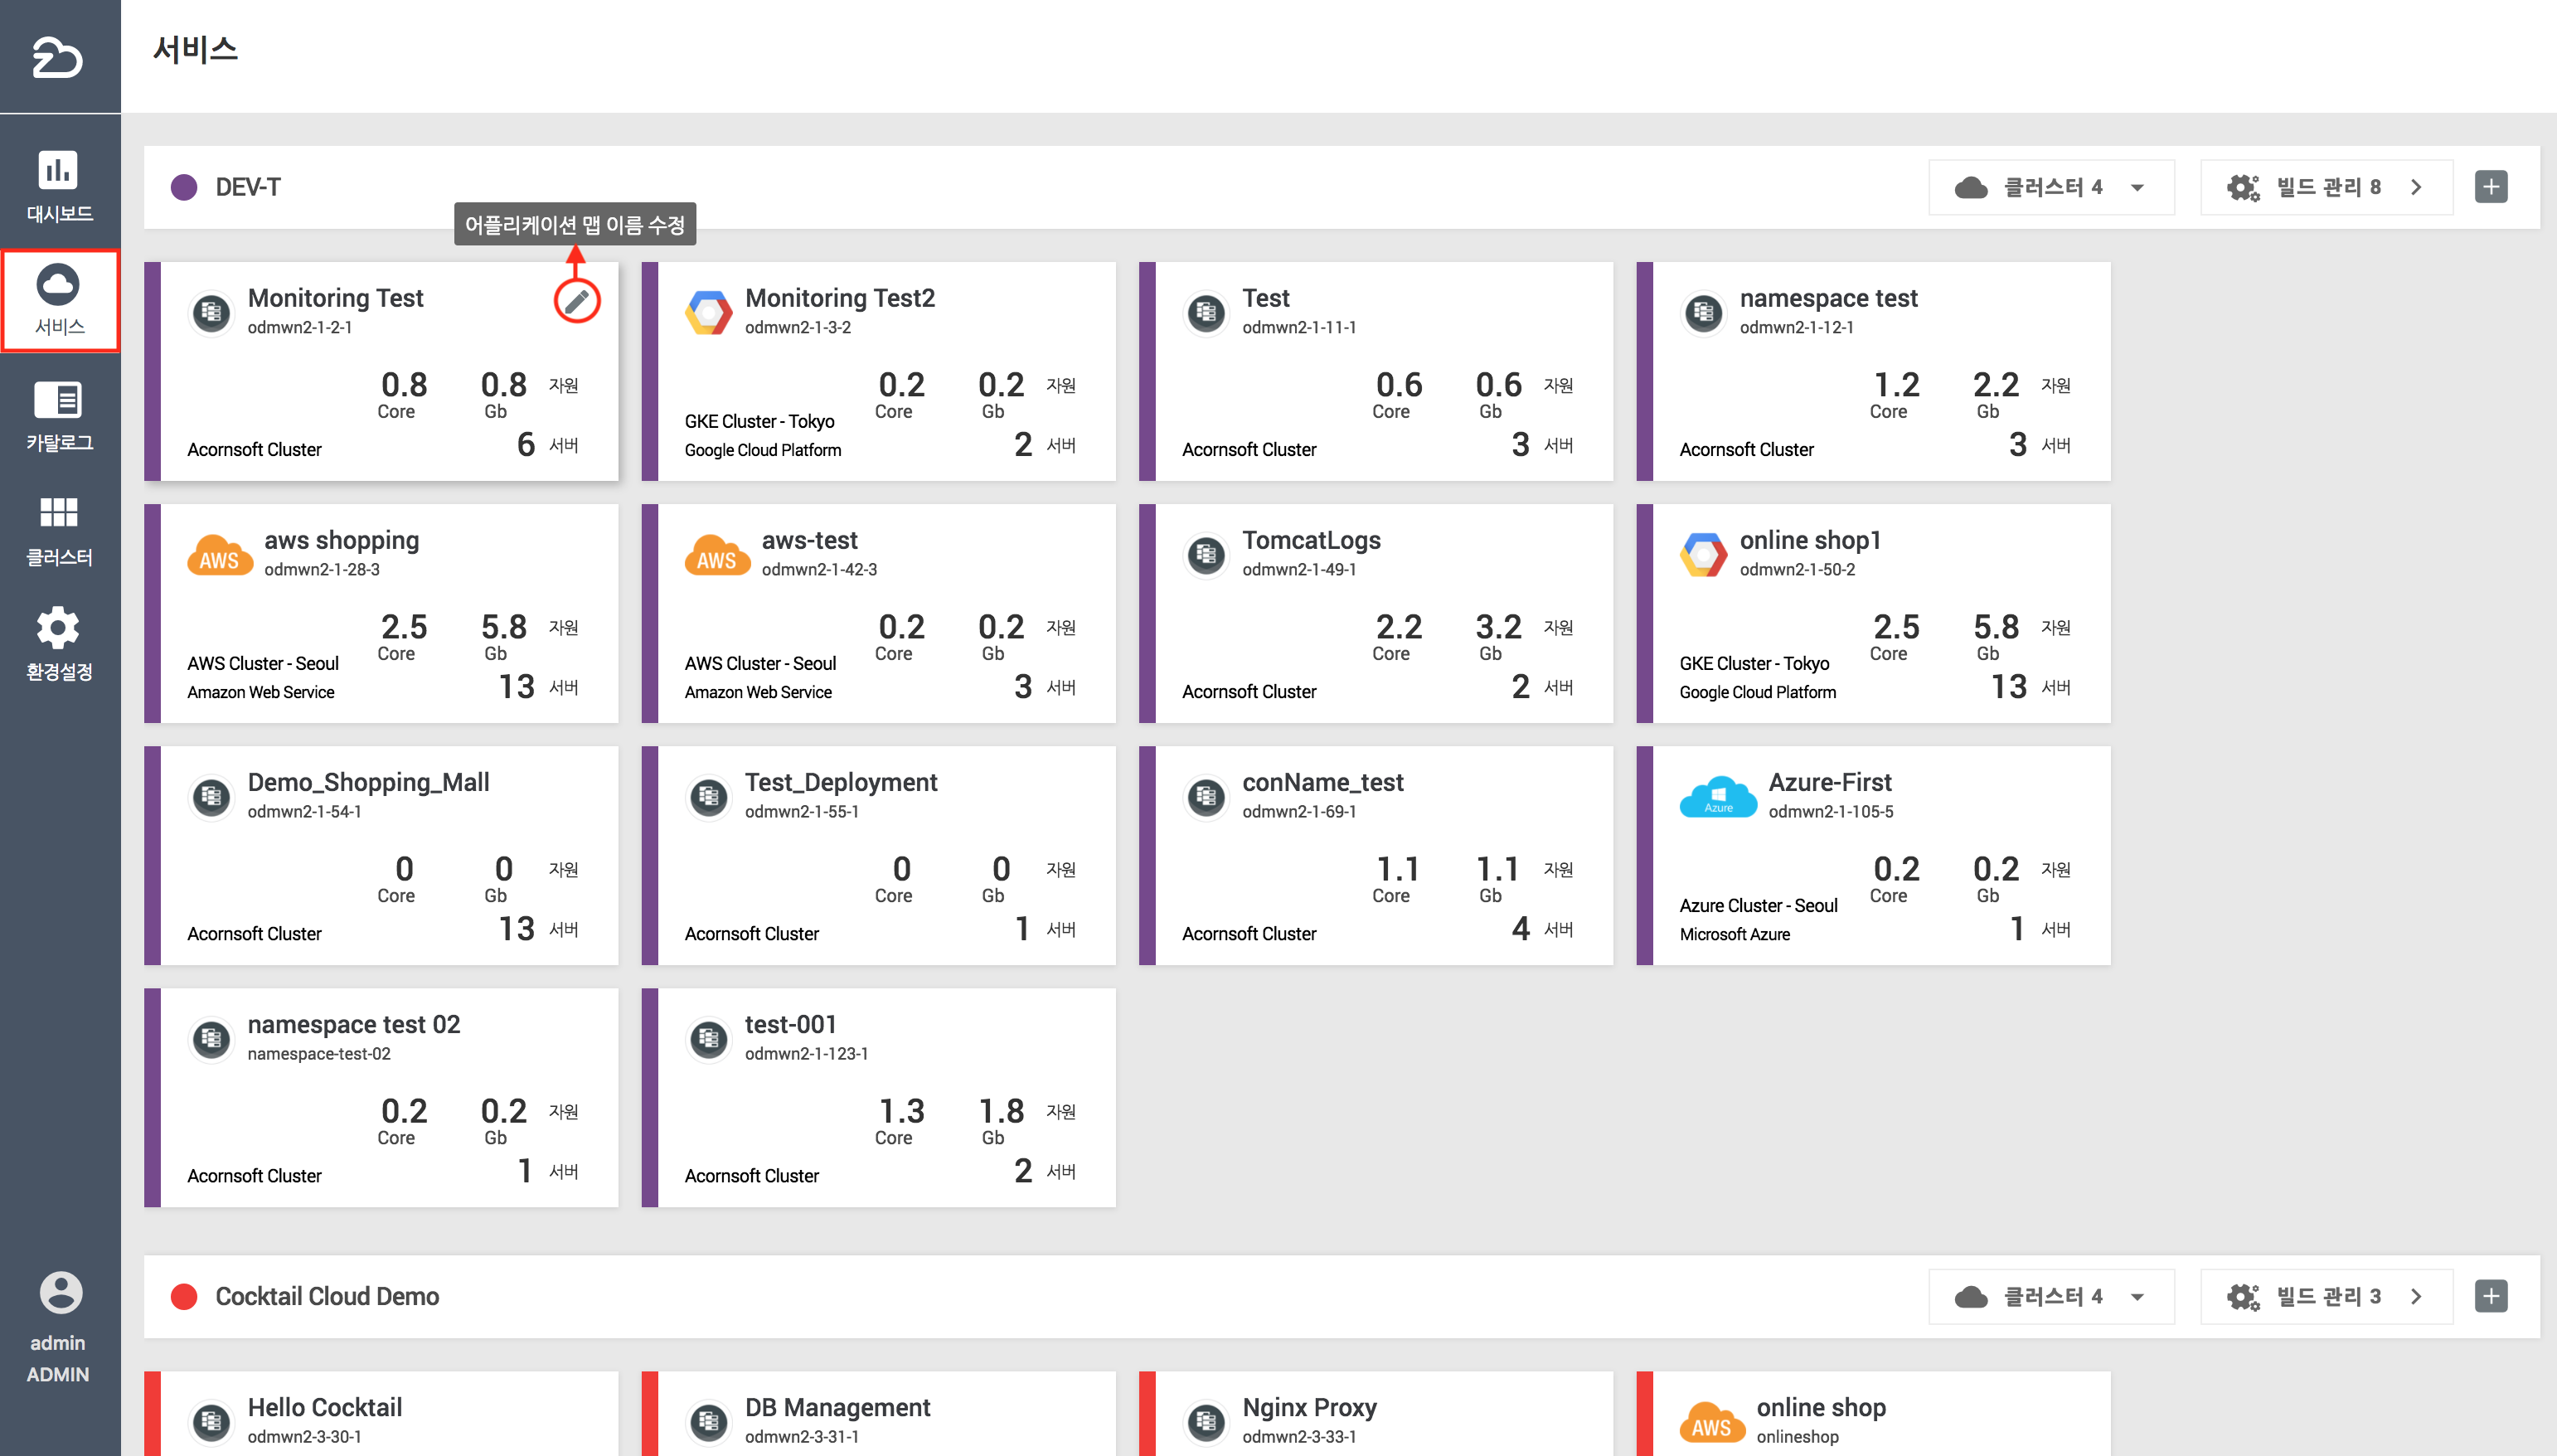 서비스
대시보드
서비스
카탈로그
클러스터
환경설정
admin
ADMIN
DEV-T
클러스터 4
빌드 관리 8
어플리케이션 맵 이름 수정
Monitoring Test
odmwn2-1-2-1
0.8 0.8 자원
Core Gb
Acornsoft Cluster
6 서버
Monitoring Test2
odmwn2-1-3-2
0.2 0.2 자원
Core Gb
GKE Cluster - Tokyo
Google Cloud Platform
2 서버
Test
odmwn2-1-11-1
0.6 0.6 자원
Core Gb
Acornsoft Cluster
3 서버
namespace test
odmwn2-1-12-1
1.2 2.2 자원
Core Gb
Acornsoft Cluster
3 서버
AWS
aws shopping
odmwn2-1-28-3
2.5 5.8 자원
Core Gb
AWS Cluster - Seoul
Amazon Web Service
13 서버
AWS
aws-test
odmwn2-1-42-3
0.2 0.2 자원
Core Gb
AWS Cluster - Seoul
Amazon Web Service
3 서버
TomcatLogs
odmwn2-1-49-1
2.2 3.2 자원
Core Gb
Acornsoft Cluster
2 서버
online shop1
odmwn2-1-50-2
2.5 5.8 자원
Core Gb
GKE Cluster - Tokyo
Google Cloud Platform
13 서버
Demo_Shopping_Mall
odmwn2-1-54-1
0 0 자원
Core Gb
Acornsoft Cluster
13 서버
Test_Deployment
odmwn2-1-55-1
0 0 자원
Core Gb
Acornsoft Cluster
1 서버
conName_test
odmwn2-1-69-1
1.1 1.1 자원
Core Gb
Acornsoft Cluster
4 서버
Azure
Azure-First
odmwn2-1-105-5
0.2 0.2 자원
Core Gb
Azure Cluster - Seoul
Microsoft Azure
1 서버
namespace test 02
namespace-test-02
0.2 0.2 자원
Core Gb
Acornsoft Cluster
1 서버
test-001
odmwn2-1-123-1
1.3 1.8 자원
Core Gb
Acornsoft Cluster
2 서버
Cocktail Cloud Demo
클러스터 4
빌드 관리 3
Hello Cocktail
odmwn2-3-30-1
DB Management
odmwn2-3-31-1
Nginx Proxy
odmwn2-3-33-1
AWS
online shop
onlineshop